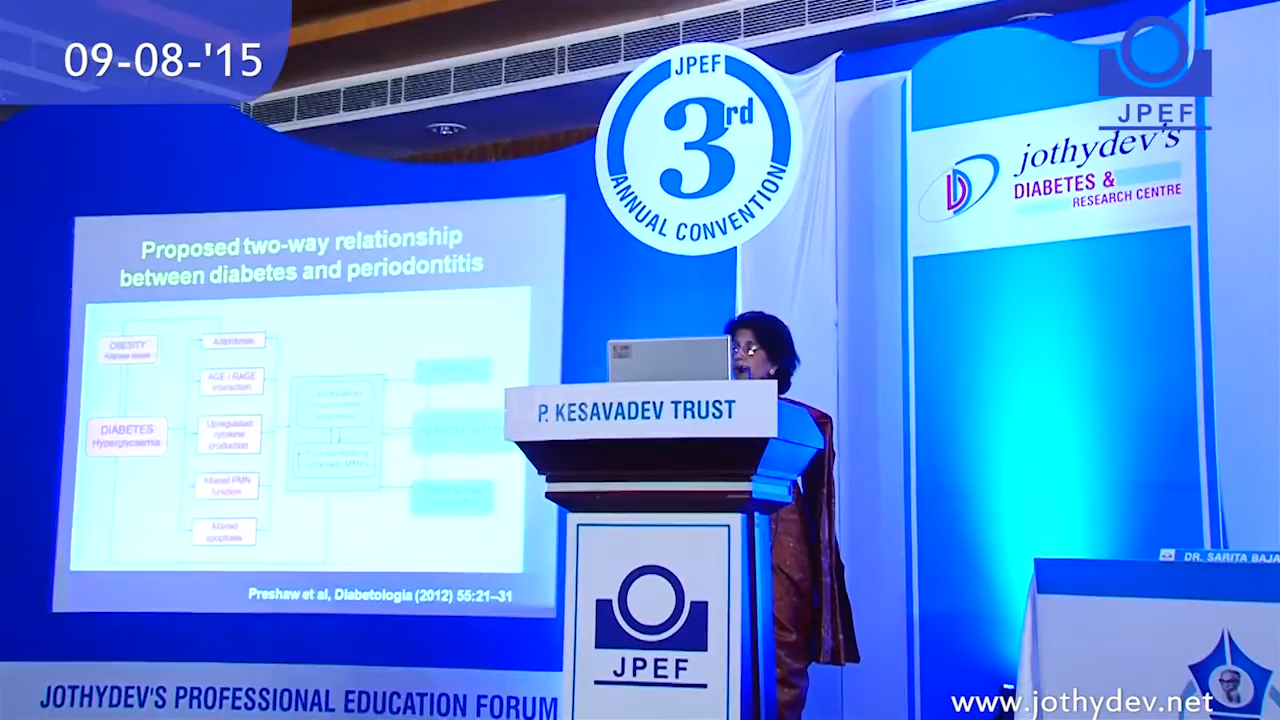 09-08-'15
JPEF
3rd
ANNUAL CONVENTION
JPEF
jothydev's
DIABETES &
RESEARCH CENTRE
Proposed two-way relationship
between diabetes and periodontitis
OBESITY
Adipose tissue
DIABETES
Hyperglycaemia
Adipokines
AGE / RAGE
interaction
Upregulated
cytokine
production
Altered PMN
function
Altered
apoptosis
Preshaw et al, Diabetologia (2012) 55:21–31
P. KESAVADEV TRUST
JPEF
DR. SARITA BAJA
JOTHYDEV'S PROFESSIONAL EDUCATION FORUM
www.jothydev.net